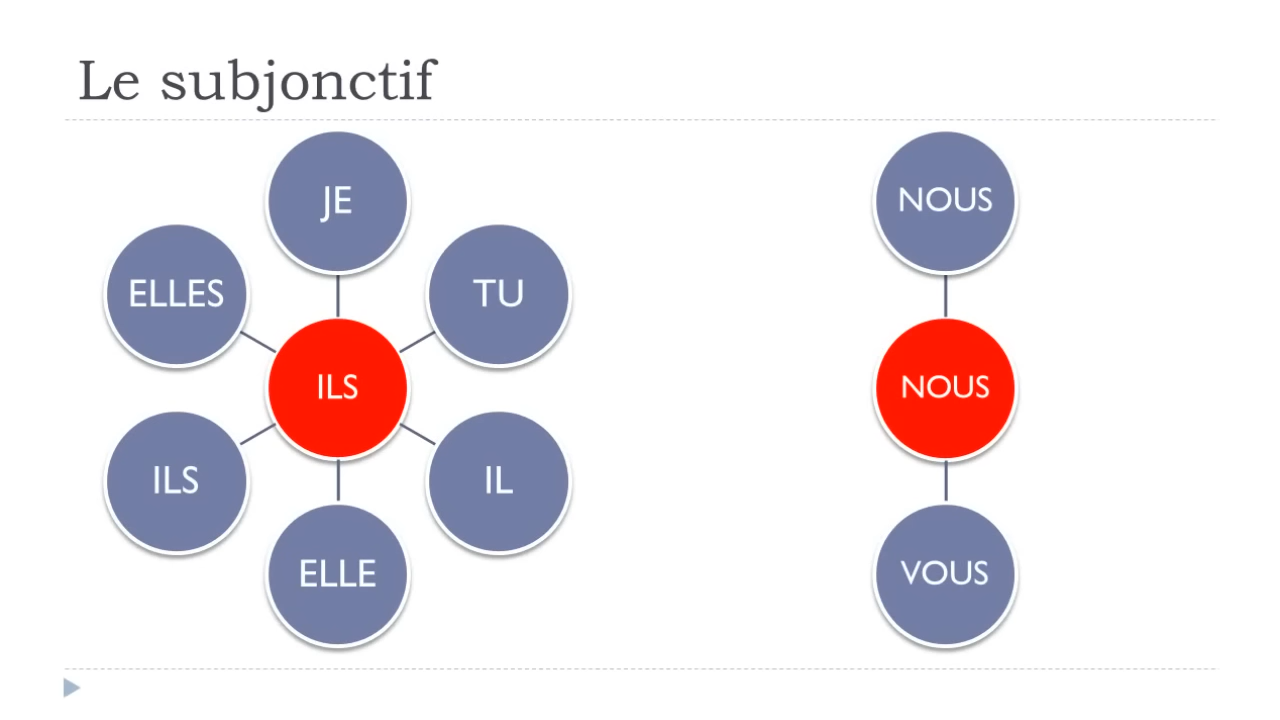 Le subjonctif
JE
TU
IL
ELLE
ILS
ELLES
ILS
NOUS
NOUS
VOUS